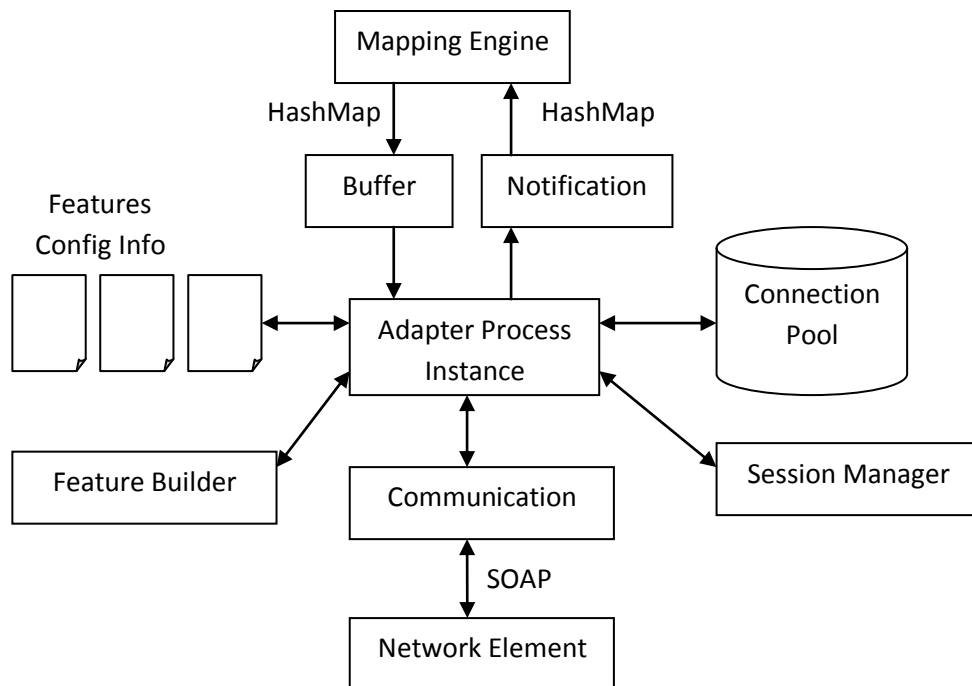 Mapping Engine
HashMap
HashMap
Buffer
Notification
Features
Config Info
Adapter Process
Instance
Connection
Pool
Feature Builder
Communication
Session Manager
SOAP
Network Element